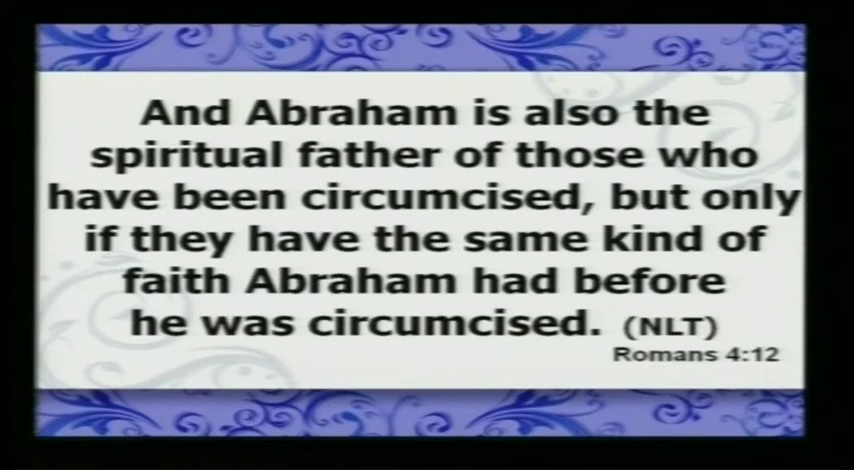 And Abraham is also the
spiritual father of those who
have been circumcised, but only
if they have the same kind of
faith Abraham had before
he was circumcised. (NLT)
Romans 4:12